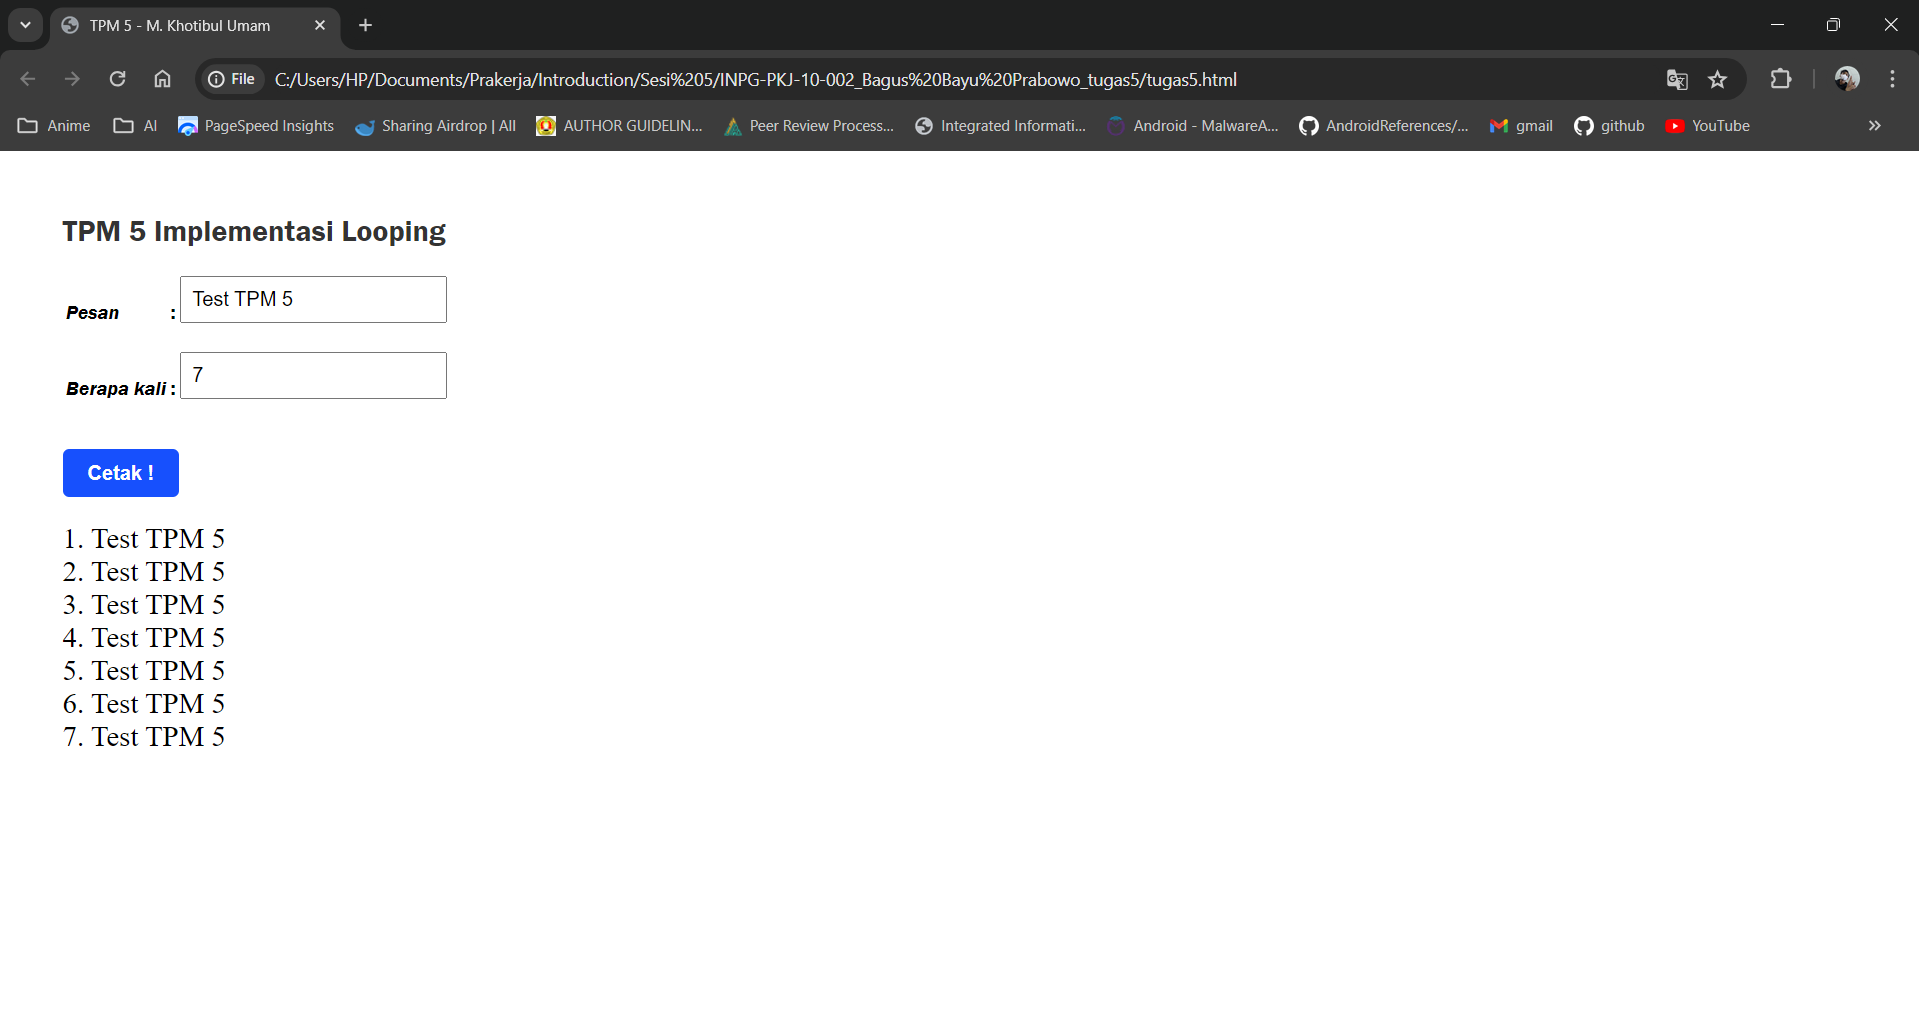 TPM 5 - M. Khotibul Umam
File C:/Users/HP/Documents/Prakerja/Introduction/Sesi%205/INPG-PKJ-10-002_Bagus%20Bayu%20Prabowo_tugas5/tugas5.html
Anime AI PageSpeed Insights Sharing Airdrop | All AUTHOR GUIDELIN... Peer Review Process... Integrated Informati... Android - MalwareA... AndroidReferences/... gmail github YouTube
TPM 5 Implementasi Looping
Pesan : Test TPM 5
Berapa kali : 7
Cetak !
1. Test TPM 5
2. Test TPM 5
3. Test TPM 5
4. Test TPM 5
5. Test TPM 5
6. Test TPM 5
7. Test TPM 5